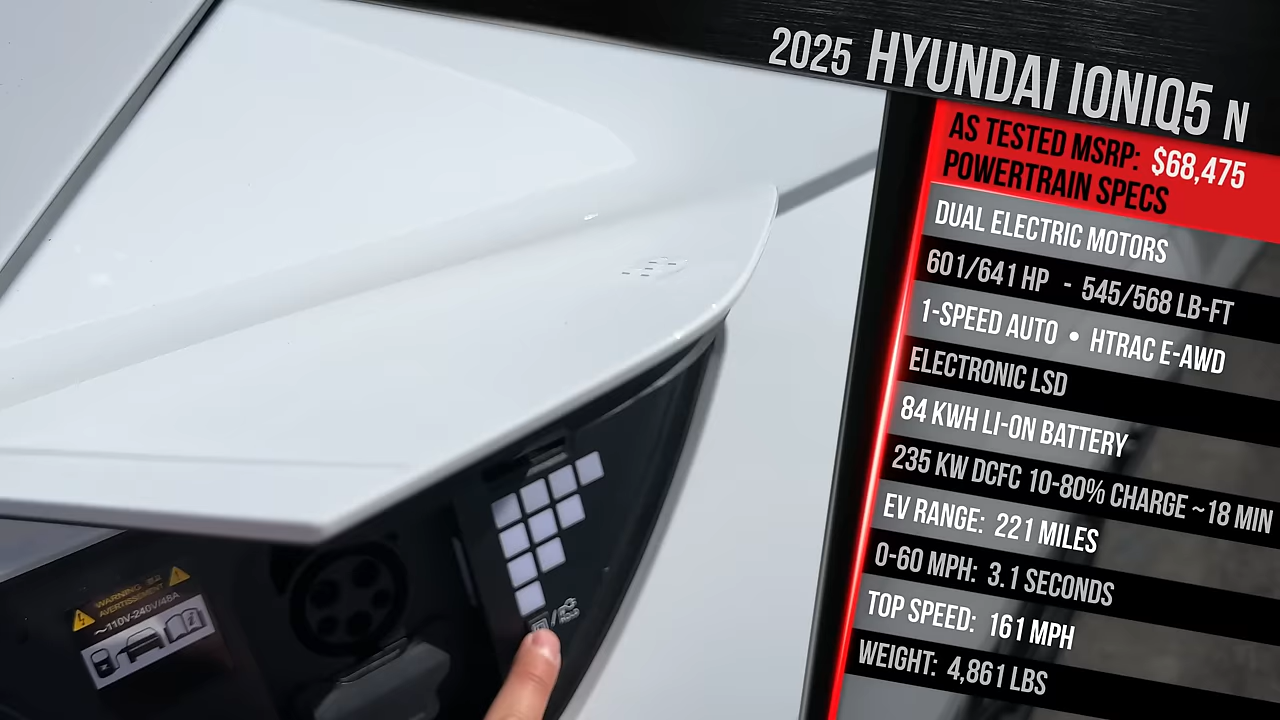 2025 HYUNDAI IONIQ5 N
AS TESTED MSRP: $68,475
POWERTRAIN SPECS
DUAL ELECTRIC MOTORS
601/641 HP - 545/568 LB-FT
1-SPEED AUTO • HTRAC E-AWD
ELECTRONIC LSD
84 KWH LI-ON BATTERY
235 KW DCFC 10-80% CHARGE ~18 MIN
EV RANGE: 221 MILES
0-60 MPH: 3.1 SECONDS
TOP SPEED: 161 MPH
WEIGHT: 4,861 LBS
WARNING
AVERTISSEMENT
~110V-240V/48A